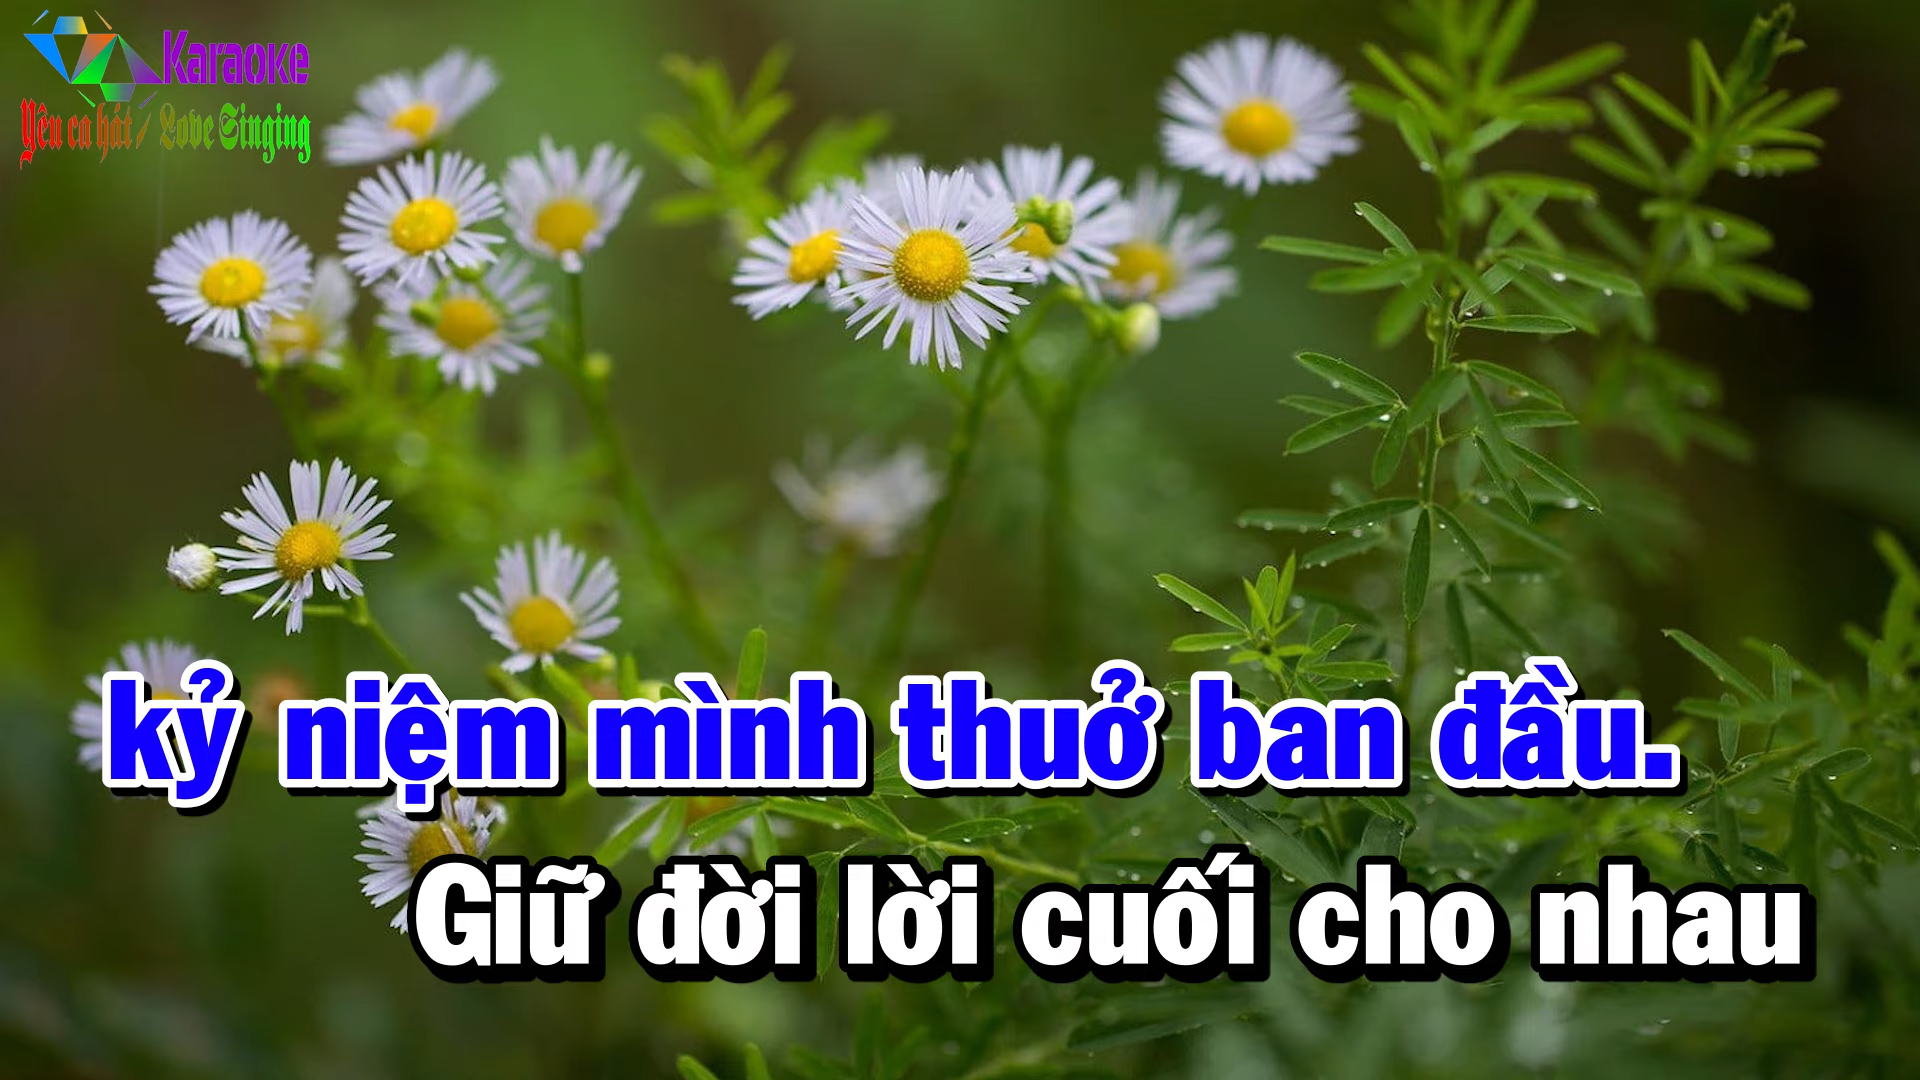 Karaoke
Yêu ca hát / Love Singing
kỷ niệm mình thuở ban đầu.
Giữ đời lời cuối cho nhau